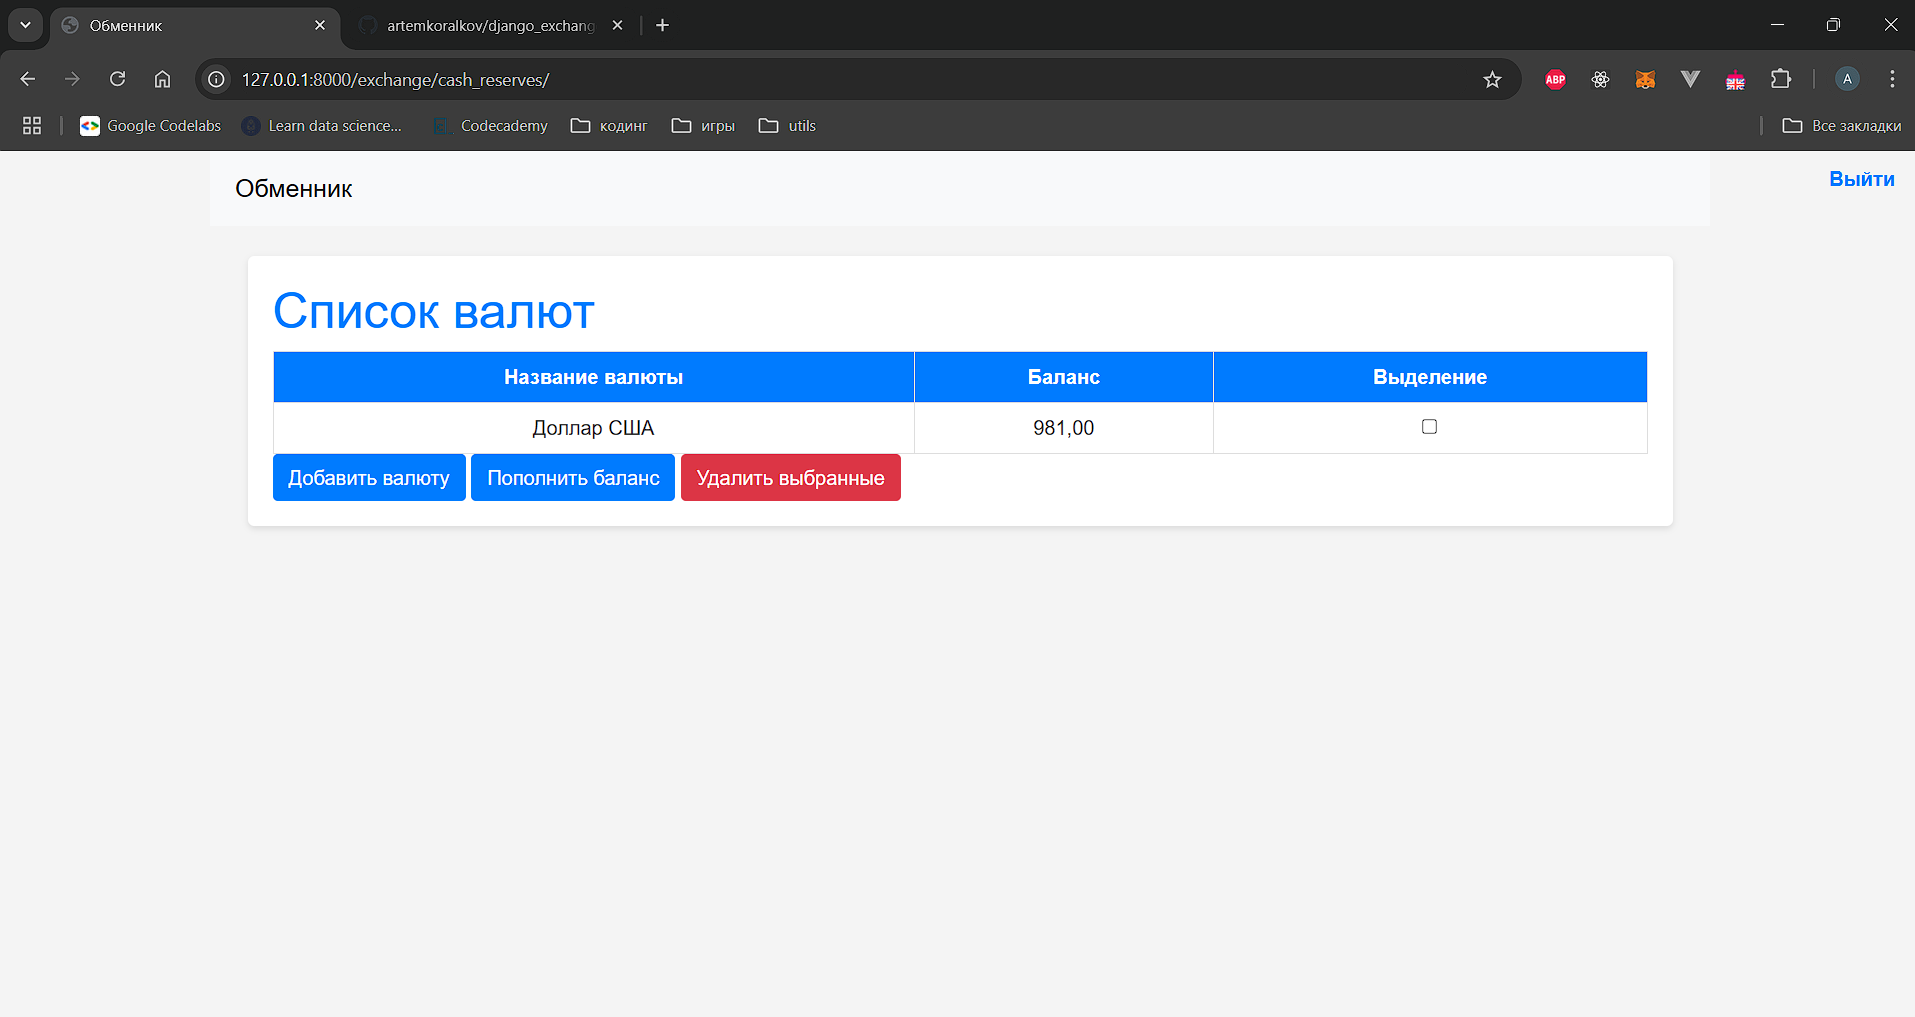 Обменник
artemkoralkov/django_exchang
127.0.0.1:8000/exchange/cash_reserves/
ABP
A
Google Codelabs
Learn data science...
Codecademy
кодинг
игры
utils
Все закладки
Обменник
Выйти
Список валют
Название валюты Баланс Выделение
Доллар США 981,00
Добавить валюту Пополнить баланс Удалить выбранные